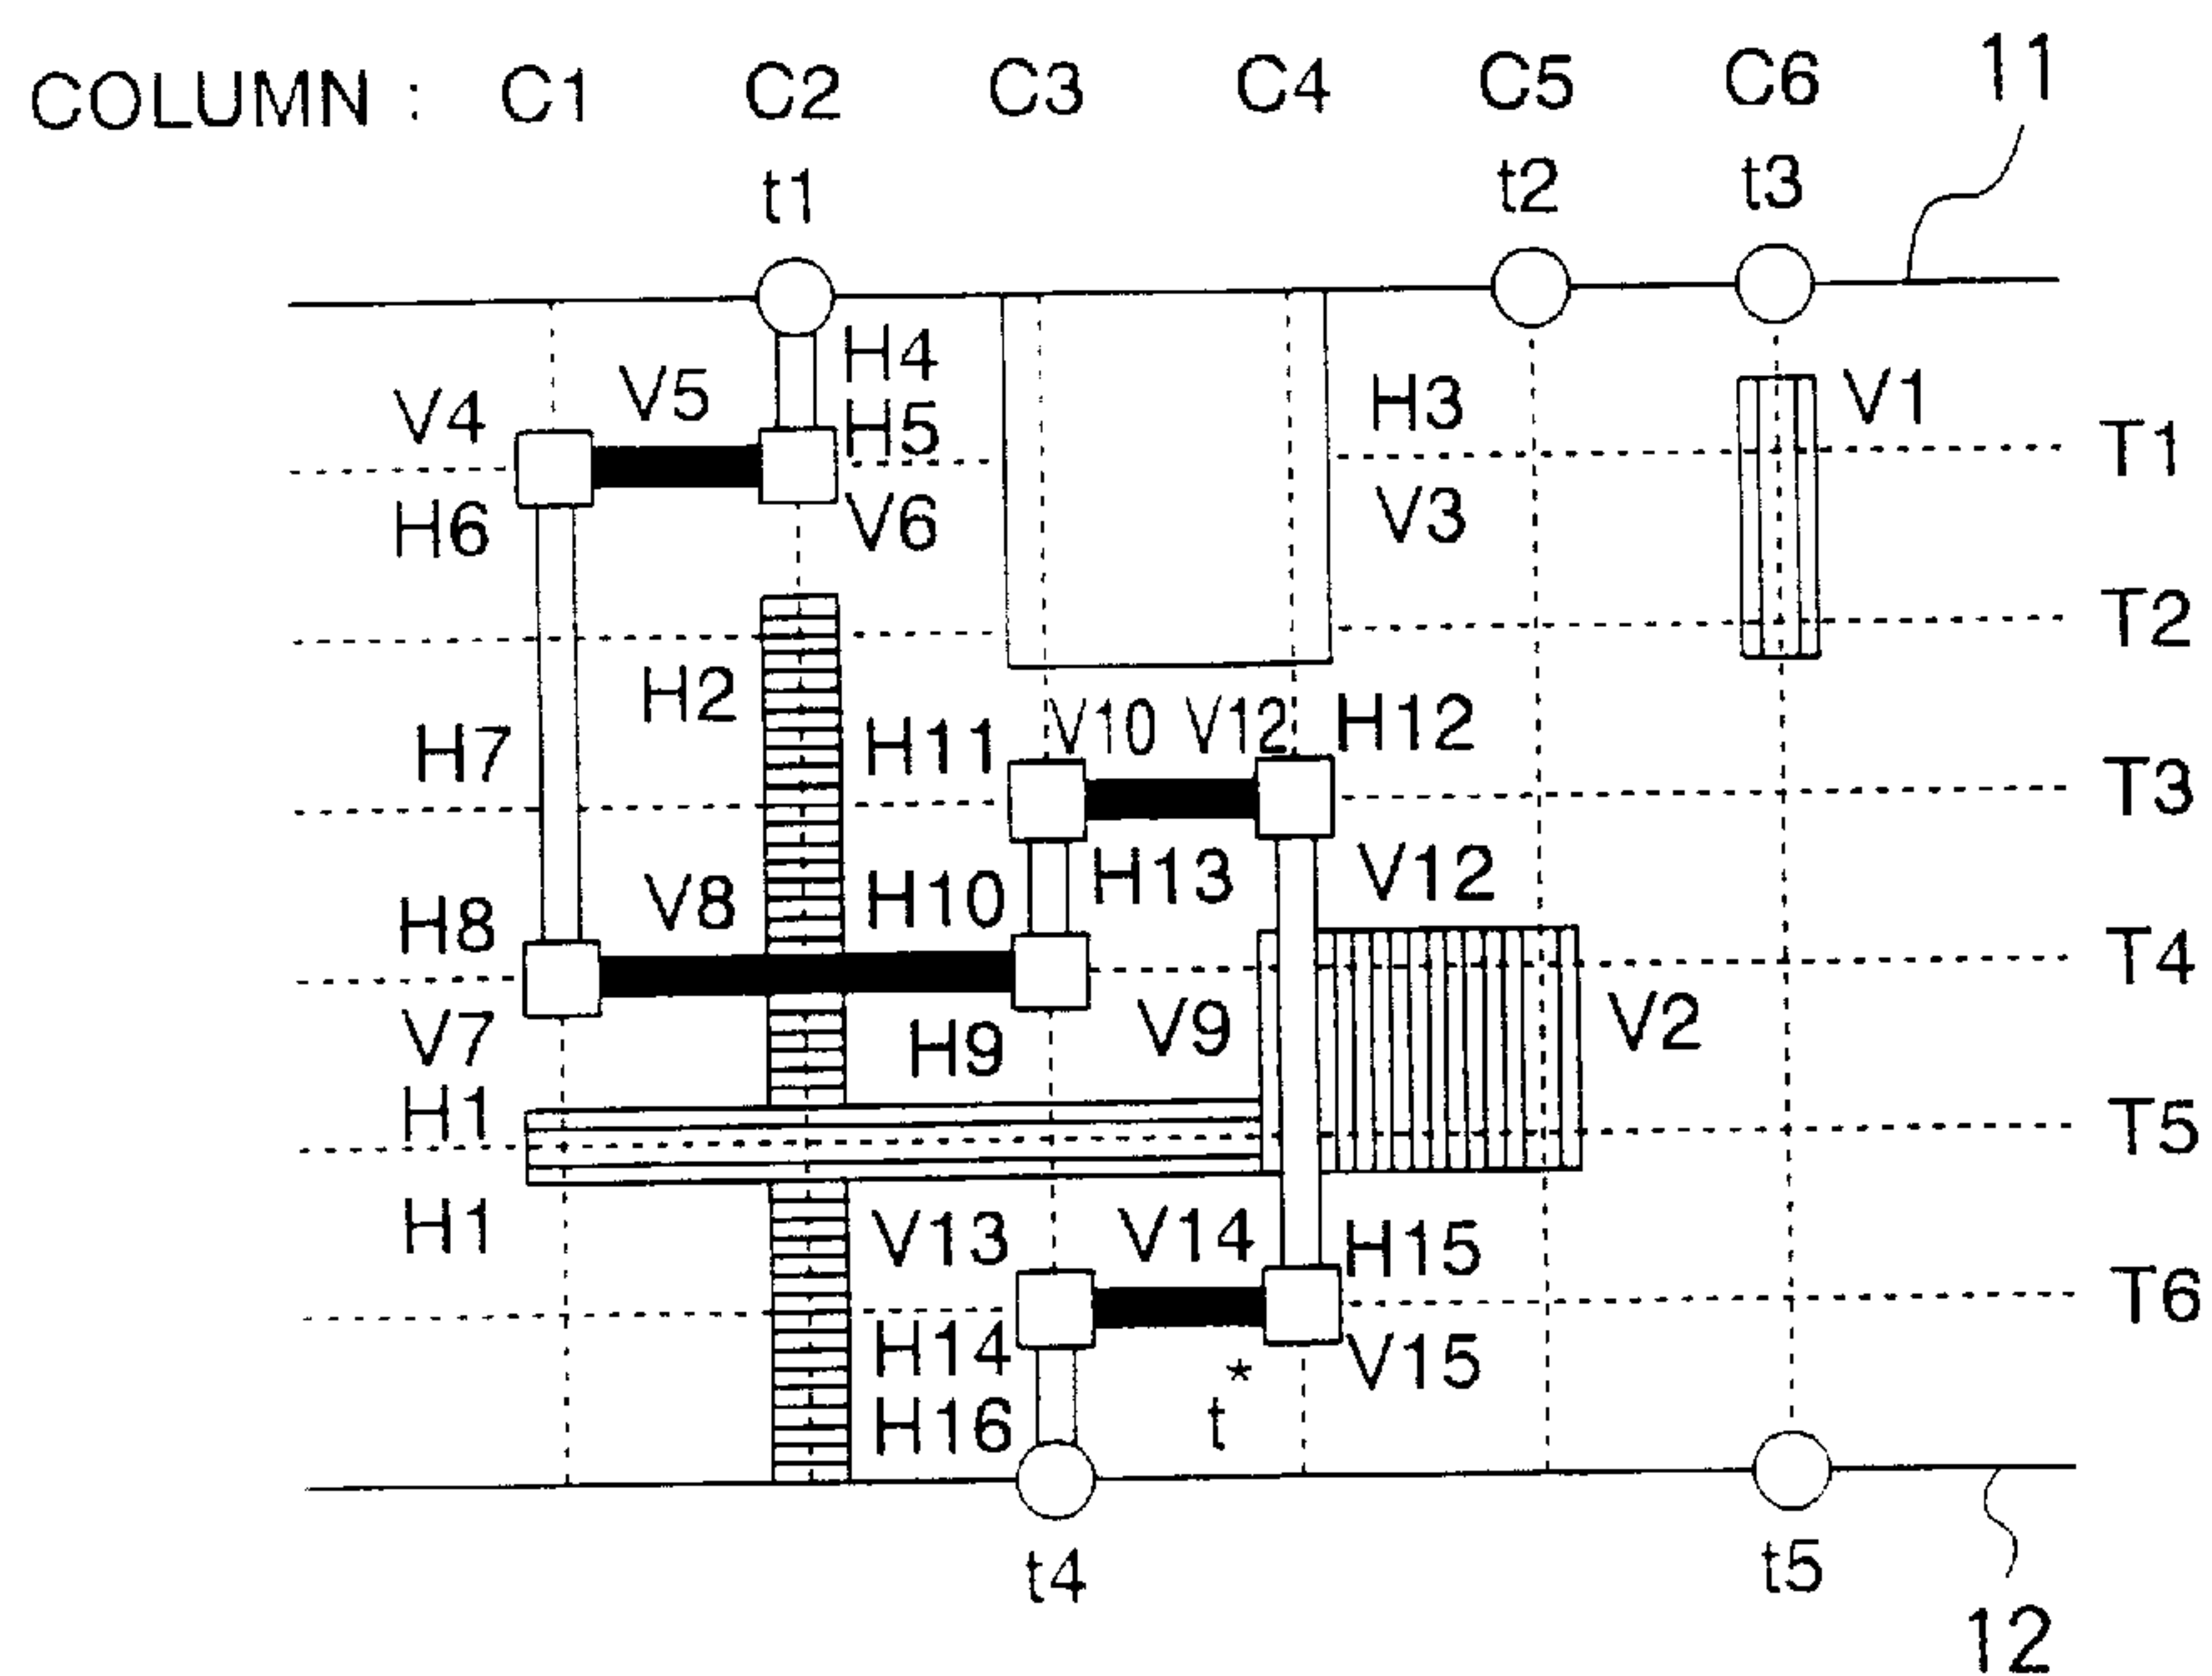 COLUMN : C1 C2 C3 C4 C5 C6 11
t1 t2 t3
H4
V4 V5 H5 H3 V1
T1
H6 V6 V3
T2
H2
H7 H11 V10 V12 H12
T3
H8 V8 H10 H13 V12
T4
V7 H9 V9 V2
H1
T5
H1 V13 V14 H15
T6
H14 V15
H16 t*
t4 t5
12